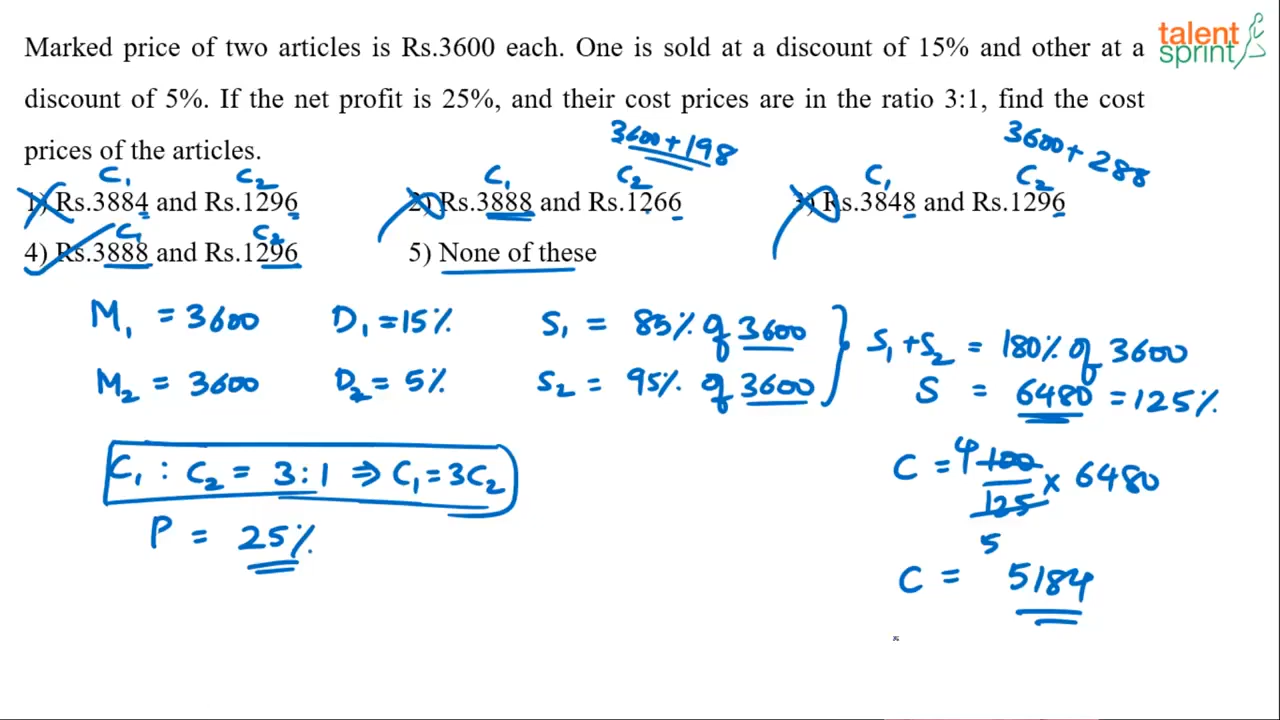 talent
sprint
Marked price of two articles is Rs.3600 each. One is sold at a discount of 15% and other at a
discount of 5%. If the net profit is 25%, and their cost prices are in the ratio 3:1, find the cost
prices of the articles.
3600 + 198
3600 + 288
C₁ C₂ C₁ C₂ C₁ C₂
1) Rs.3884 and Rs.1296 2) Rs.3888 and Rs.1266 3) Rs.3848 and Rs.1296
C₁ C₂
4) Rs.3888 and Rs.1296 5) None of these
M₁ = 3600 D₁ = 15% S₁ = 85% of 3600
M₂ = 3600 D₂ = 5% S₂ = 95% of 3600
S₁ + S₂ = 180% of 3600
S = 6480 = 125%
C₁ : C₂ = 3:1 ⇒ C₁ = 3C₂
P = 25%
C = 4 100/125 5 × 6480
C = 5184